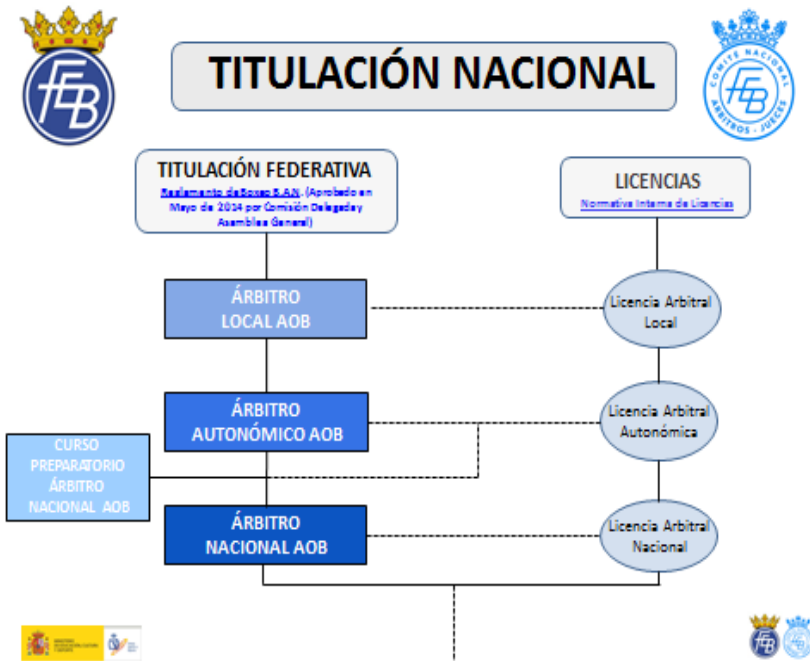 TITULACIÓN NACIONAL
FEB
COMITÉ NACIONAL
FEB
ÁRBITROS - JUECES
TITULACIÓN FEDERATIVA
Reglamento de Boxeo B.A.N. (Aprobado en
Mayo de 2014 por Comisión Delegada y
Asamblea General)
LICENCIAS
Normativa Interna de Licencias
ÁRBITRO
LOCAL AOB
Licencia Arbitral
Local
ÁRBITRO
AUTONÓMICO AOB
Licencia Arbitral
Autonómica
CURSO
PREPARATORIO
ÁRBITRO
NACIONAL AOB
ÁRBITRO
NACIONAL AOB
Licencia Arbitral
Nacional
FEB